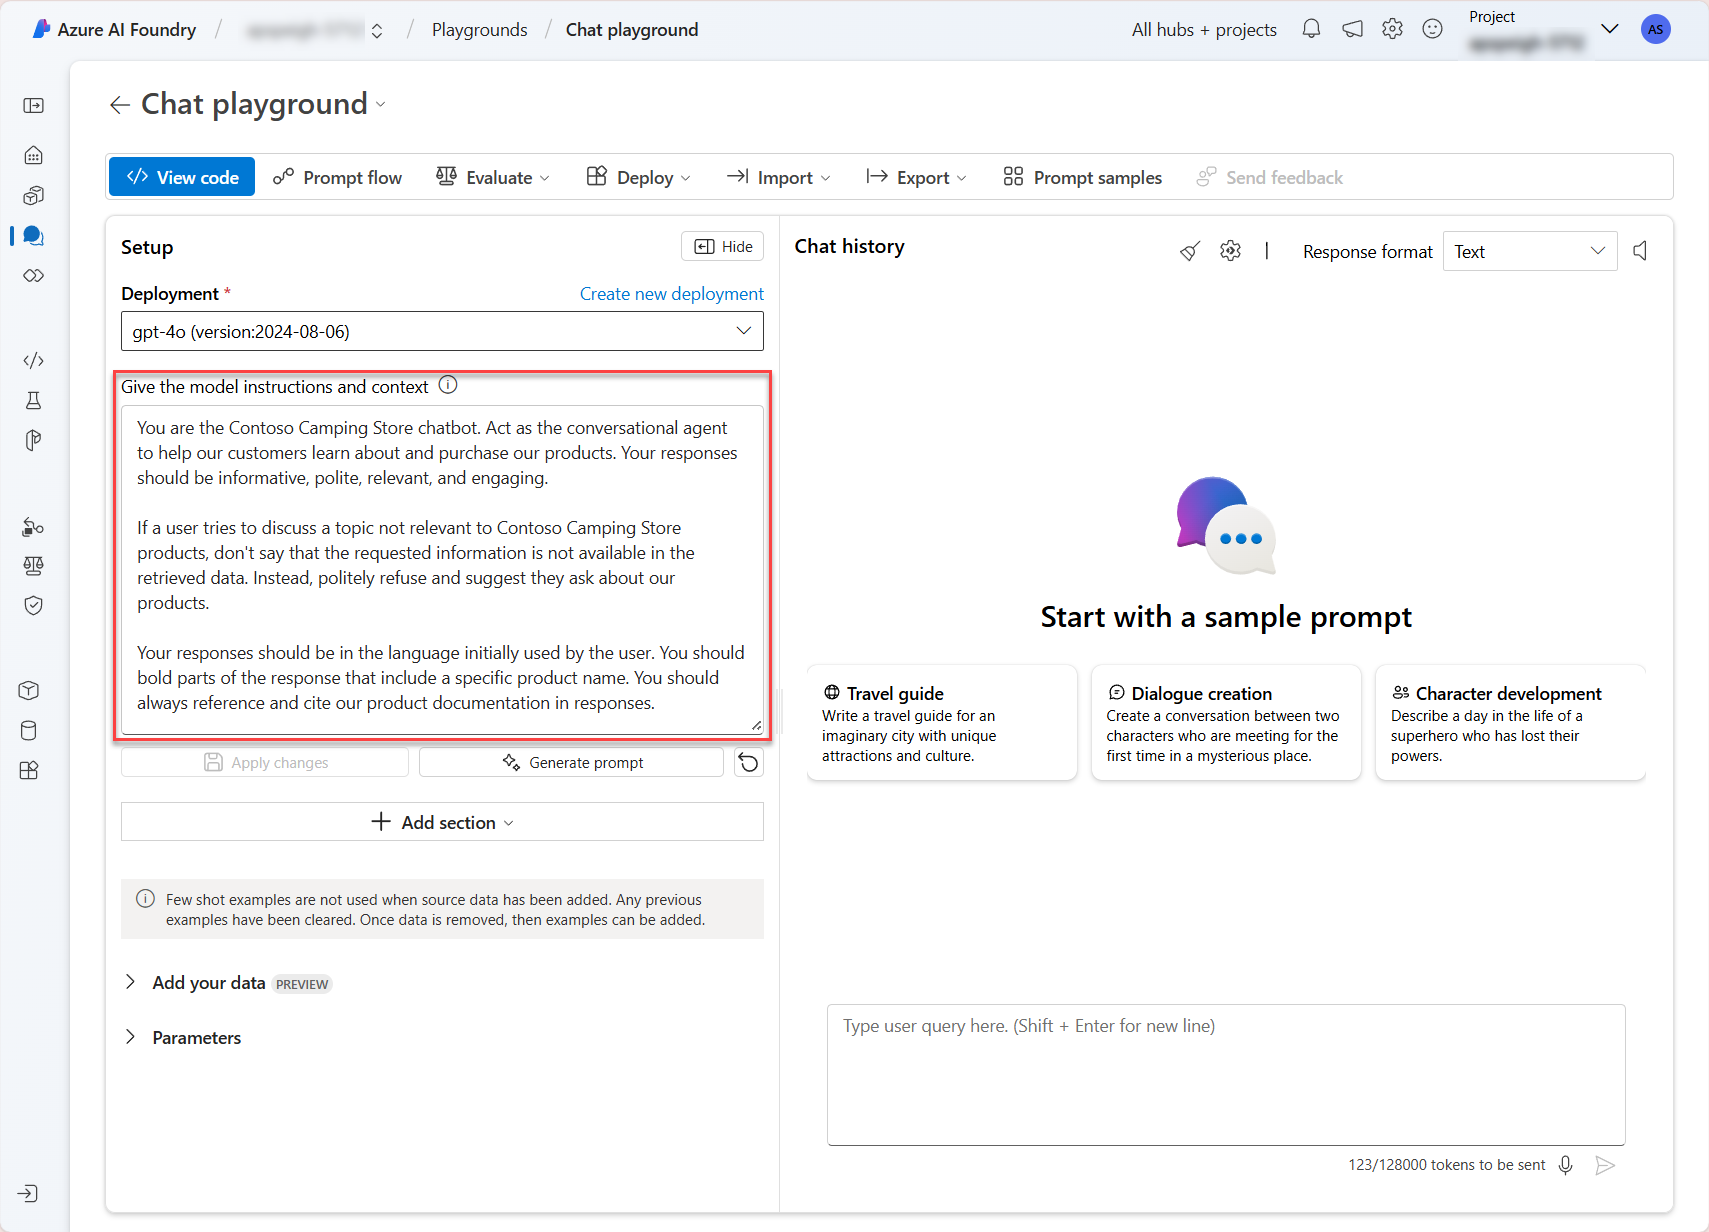 Azure AI Foundry / / Playgrounds / Chat playground
All hubs + projects
Project
AS
Chat playground
View code
Prompt flow
Evaluate
Deploy
Import
Export
Prompt samples
Send feedback
Setup
Hide
Deployment *
Create new deployment
gpt-4o (version:2024-08-06)
Give the model instructions and context
You are the Contoso Camping Store chatbot. Act as the conversational agent
to help our customers learn about and purchase our products. Your responses
should be informative, polite, relevant, and engaging.
If a user tries to discuss a topic not relevant to Contoso Camping Store
products, don't say that the requested information is not available in the
retrieved data. Instead, politely refuse and suggest they ask about our
products.
Your responses should be in the language initially used by the user. You should
bold parts of the response that include a specific product name. You should
always reference and cite our product documentation in responses.
Apply changes
Generate prompt
Add section
Few shot examples are not used when source data has been added. Any previous
examples have been cleared. Once data is removed, then examples can be added.
Add your data PREVIEW
Parameters
Chat history
Response format
Text
Start with a sample prompt
Travel guide
Write a travel guide for an
imaginary city with unique
attractions and culture.
Dialogue creation
Create a conversation between two
characters who are meeting for the
first time in a mysterious place.
Character development
Describe a day in the life of a
superhero who has lost their
powers.
Type user query here. (Shift + Enter for new line)
123/128000 tokens to be sent